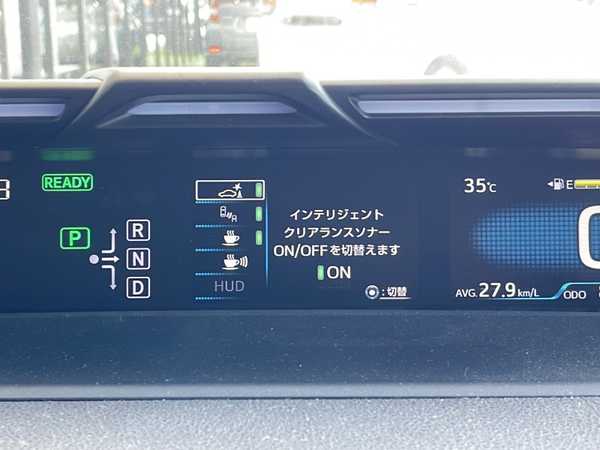 READY
P
R
N
D
HUD
インテリジェント
クリアランスソナー
ON/OFFを切替えます
ON
:切替
35℃
E
0
AVG.27.9km/L
ODO